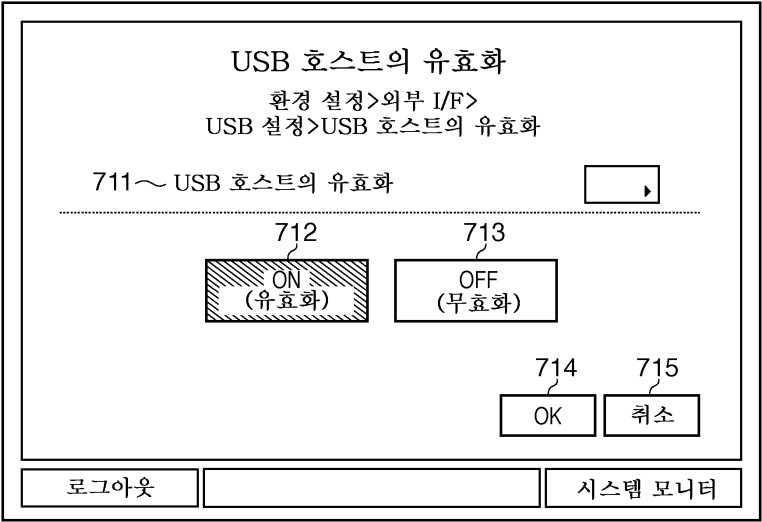 USB 호스트의 유효화
환경 설정>외부 I/F>
USB 설정>USB 호스트의 유효화
711 USB 호스트의 유효화
712 713
ON OFF
(유효화) (무효화)
714 715
OK 취소
로그아웃 시스템 모니터